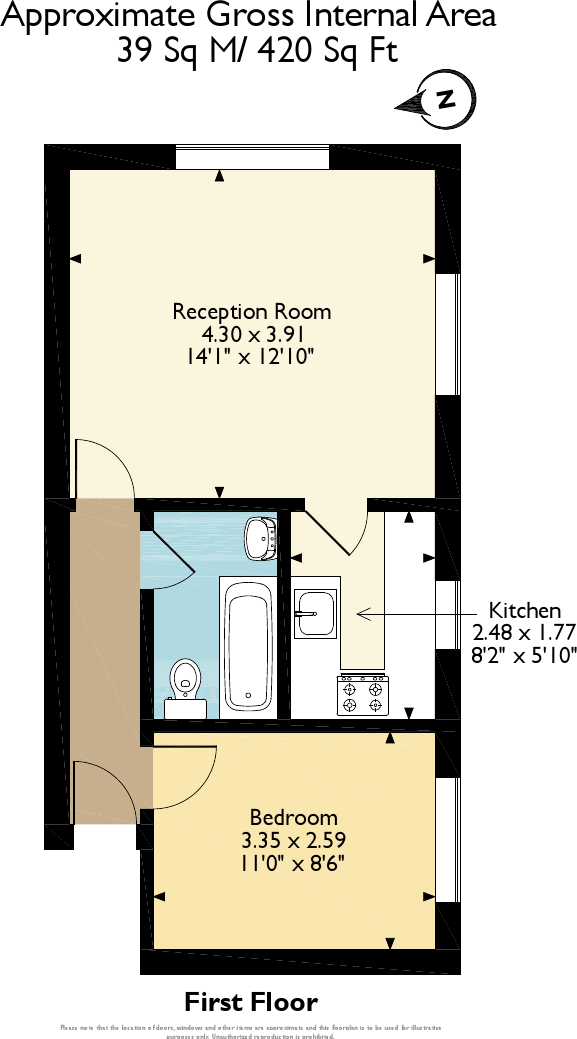 Approximate Gross Internal Area
39 Sq M/ 420 Sq Ft
N
Reception Room
4.30 x 3.91
14'1" x 12'10"
Kitchen
2.48 x 1.77
8'2" x 5'10"
Bedroom
3.35 x 2.59
11'0" x 8'6"
First Floor
Please note that the location of doors, windows and other items are approximate and this floorplan is to be used for illustrative
purposes only. Unauthorized reproduction is prohibited.